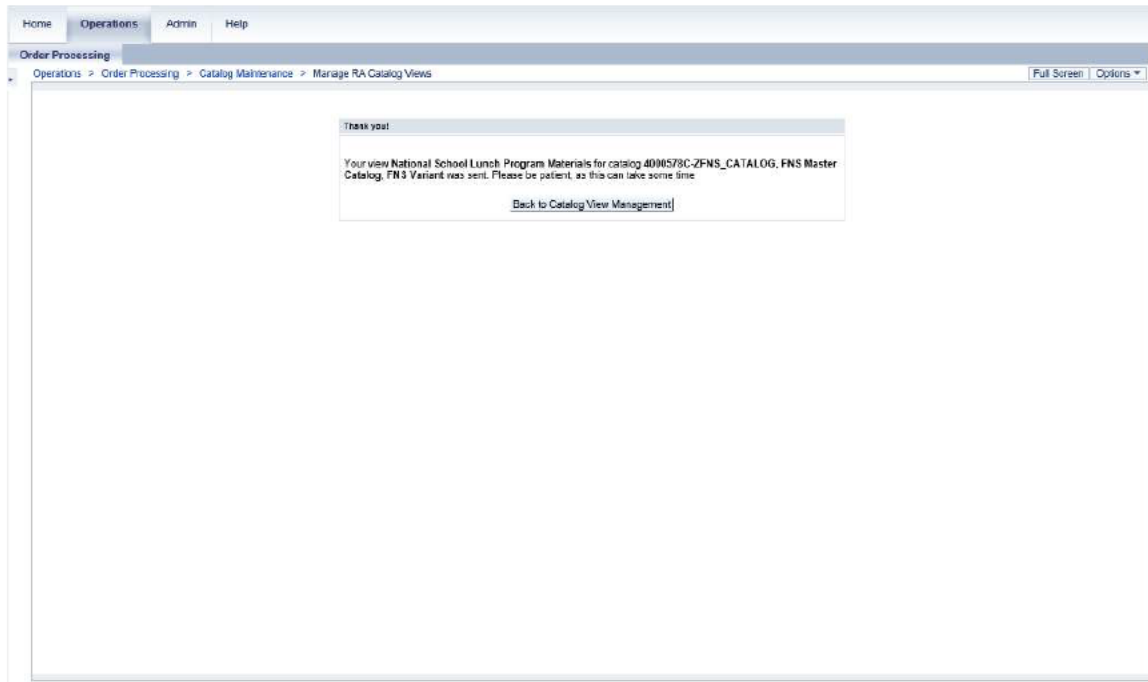 Home Operations Admin Help
Order Processing
Operations > Order Processing > Catalog Maintenance > Manage RA Catalog Views Full Screen Options
Thank you!
Your view National School Lunch Program Materials for catalog 4000578C-ZFNS_CATALOG, FNS Master
Catalog, FNS Variant was sent. Please be patient, as this can take some time
Back to Catalog View Management